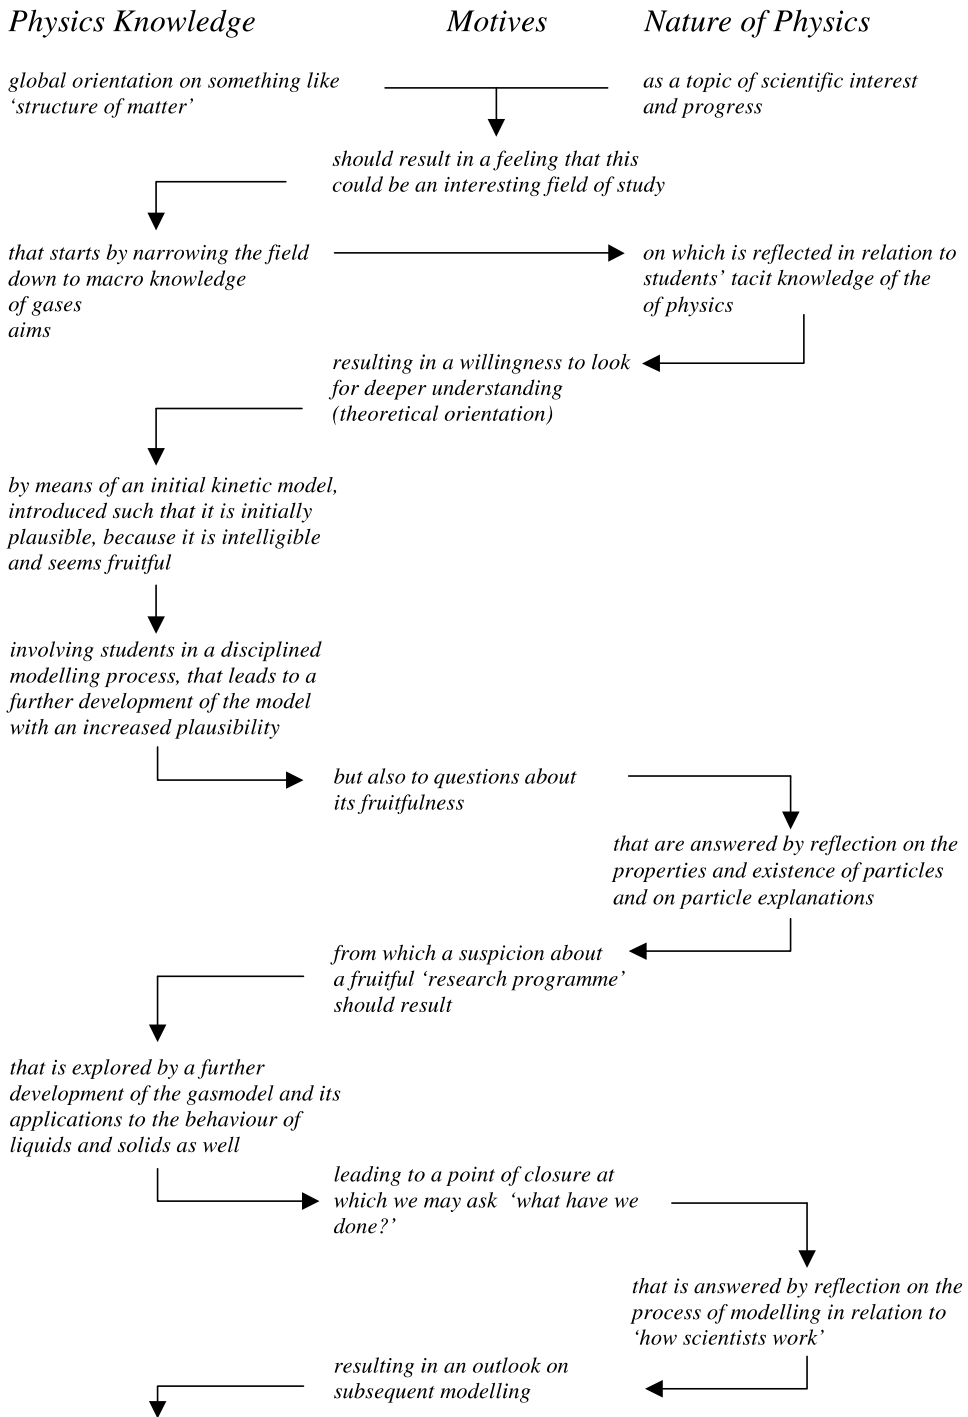 Physics Knowledge
Motives
Nature of Physics
global orientation on something like
‘structure of matter’
as a topic of scientific interest
and progress
should result in a feeling that this
could be an interesting field of study
that starts by narrowing the field
down to macro knowledge
of gases
aims
on which is reflected in relation to
students’ tacit knowledge of the
of physics
resulting in a willingness to look
for deeper understanding
(theoretical orientation)
by means of an initial kinetic model,
introduced such that it is initially
plausible, because it is intelligible
and seems fruitful
involving students in a disciplined
modelling process, that leads to a
further development of the model
with an increased plausibility
but also to questions about
its fruitfulness
that are answered by reflection on the
properties and existence of particles
and on particle explanations
from which a suspicion about
a fruitful ‘research programme’
should result
that is explored by a further
development of the gasmodel and its
applications to the behaviour of
liquids and solids as well
leading to a point of closure at
which we may ask ‘what have we
done?’
that is answered by reflection on the
process of modelling in relation to
‘how scientists work’
resulting in an outlook on
subsequent modelling